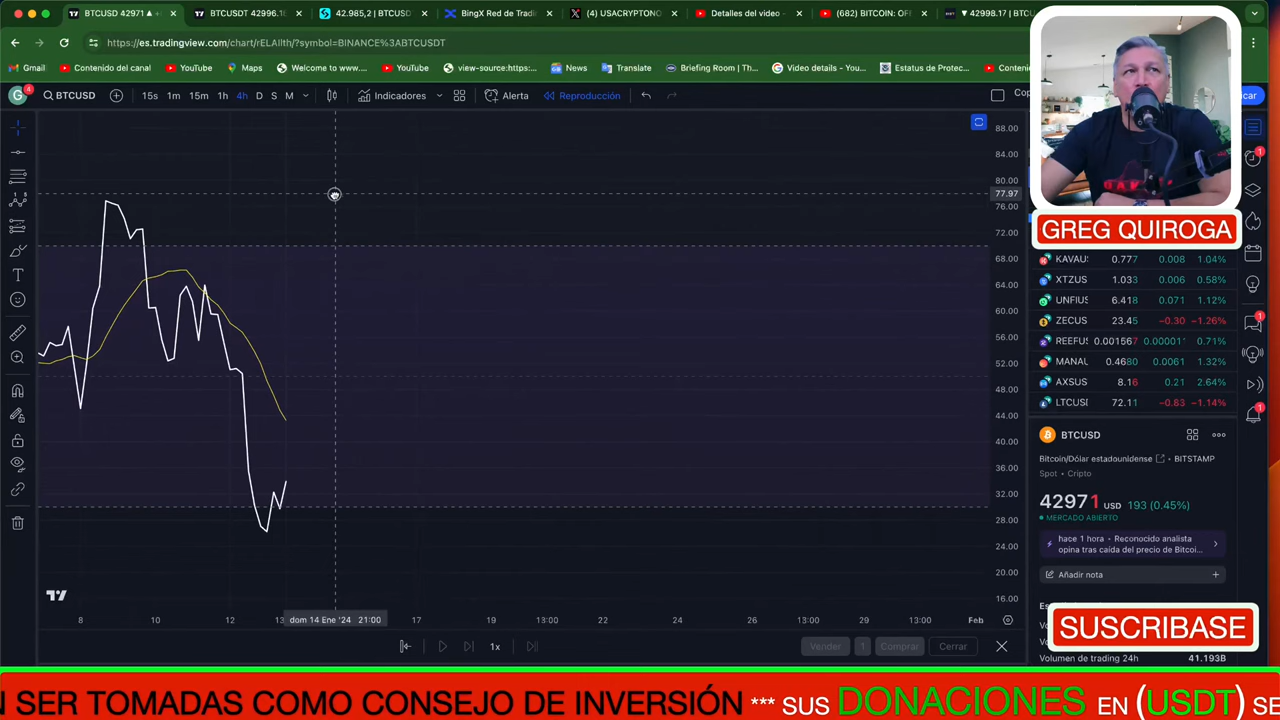 BTCUSD 42971
BTCUSDT 42996.18
42.985,2 | BTCUSD
BingX Red de Tradi
(4) USACRYPTONO
Detalles del video -
(682) BITCOIN: OF
42998.17 | BTCUSD
https://es.tradingview.com/chart/rELAIlth/?symbol=BINANCE%3ABTCUSDT
Gmail
Contenido del canal
YouTube
Maps
Welcome to www....
YouTube
view-source:https:...
News
Translate
Briefing Room | Th...
Video details - You...
Estatus de Protec...
G
4
BTCUSD
15s 1m 15m 1h 4h D S M
Indicadores
Alerta
Reproducción
88.00
84.00
80.00
77.97
76.00
72.00
68.00
64.00
60.00
56.00
52.00
48.00
44.00
40.00
36.00
32.00
28.00
24.00
20.00
16.00
8 10 12 13 dom 14 Ene '24 21:00 17 19 13:00 22 24 26 13:00 29 13:00 Feb
1x
Vender 1 Comprar
Cerrar
GREG QUIROGA
KAVAU 0.777 0.008 1.04%
XTZUS 1.033 0.006 0.58%
UNFIUS 6.418 0.071 1.12%
ZECUS 23.45 −0.30 −1.26%
REEFUS 0.001567 0.000011 0.71%
MANAU 0.4680 0.0061 1.32%
AXSUS 8.16 0.21 2.64%
LTCUSD 72.11 −0.83 −1.14%
BTCUSD
Bitcoin/Dólar estadounidense • BITSTAMP
Spot • Cripto
42971 USD 193 (0.45%)
MERCADO ABIERTO
hace 1 hora • Reconocido analista
opina tras caída del precio de Bitcoi...
Añadir nota
SUSCRIBASE
Volumen de trading 24h 41.193B
N SER TOMADAS COMO CONSEJO DE INVERSIÓN *** SUS DONACIONES EN (USDT) SE